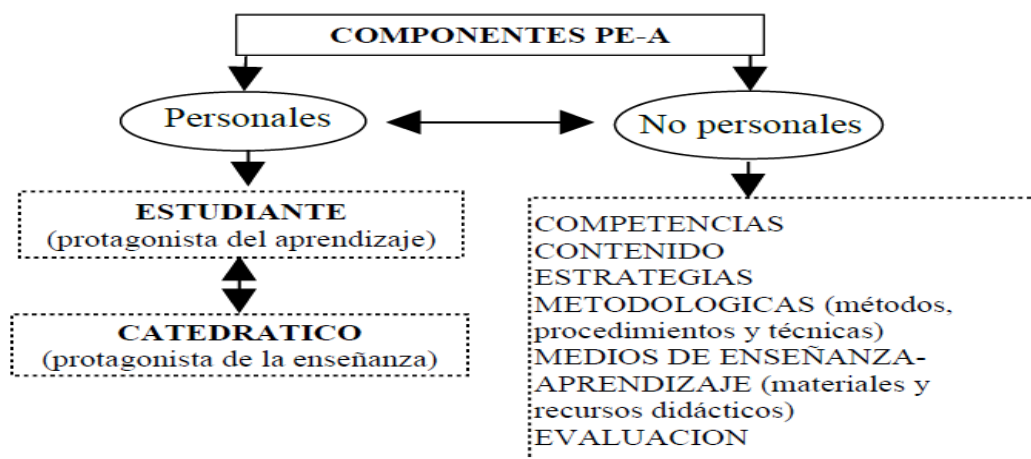 COMPONENTES PE-A
Personales
No personales
ESTUDIANTE
(protagonista del aprendizaje)
CATEDRATICO
(protagonista de la enseñanza)
COMPETENCIAS
CONTENIDO
ESTRATEGIAS
METODOLOGICAS (métodos,
procedimientos y técnicas)
MEDIOS DE ENSEÑANZA-
APRENDIZAJE (materiales y
recursos didácticos)
EVALUACION